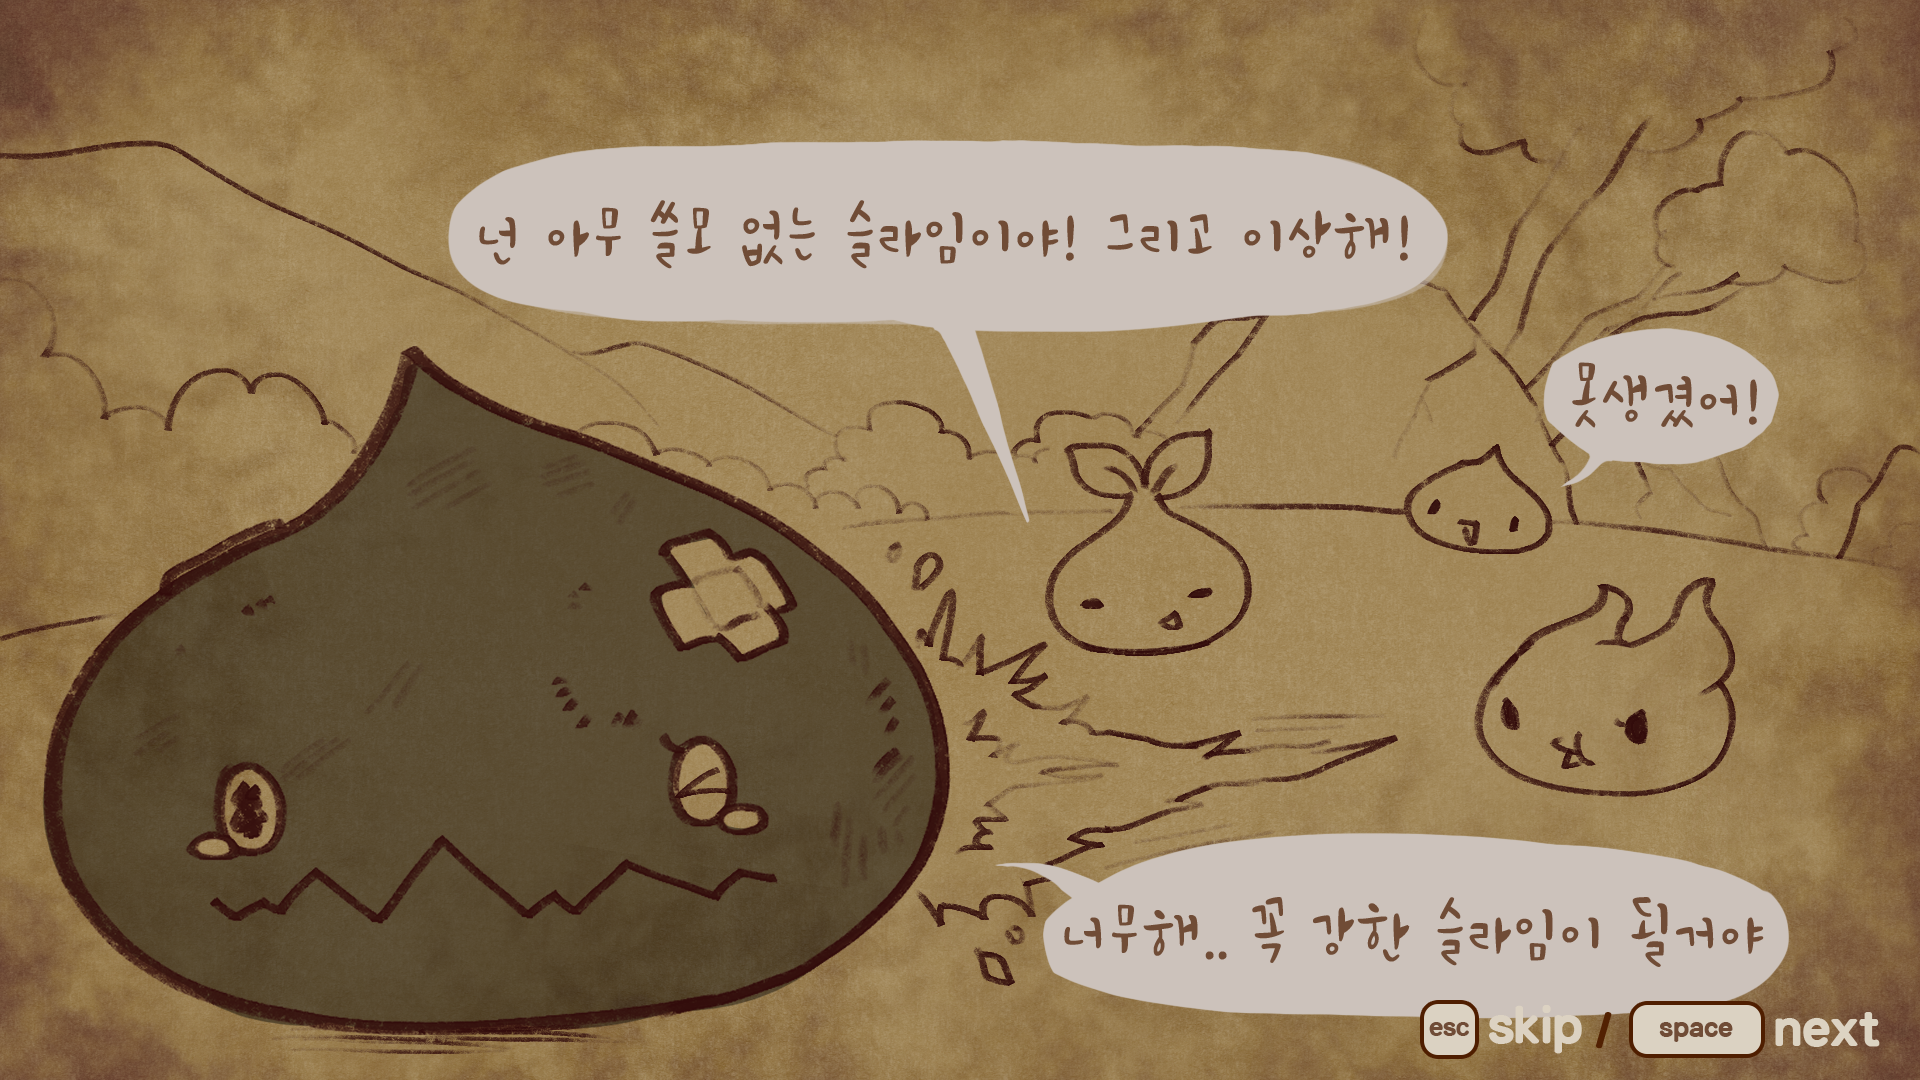 넌 아무 쓸모 없는 슬라임이야! 그리고 이상해!
못생겼어!
너무해.. 꼭 강한 슬라임이 될거야
esc skip / space next